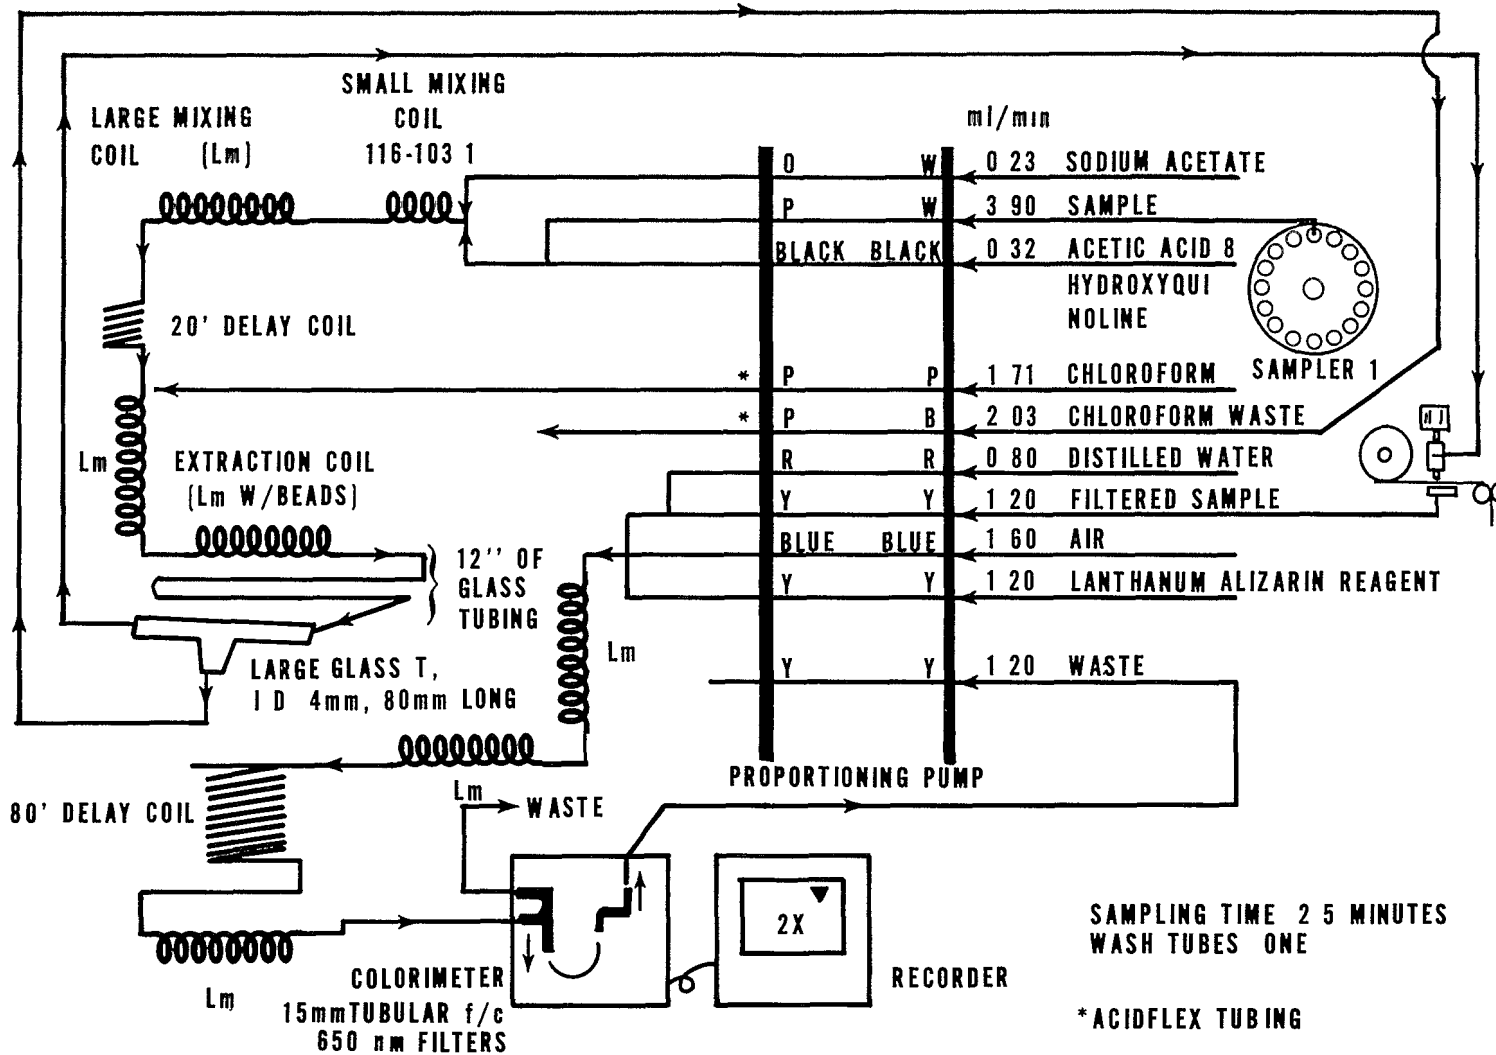 SMALL MIXING
COIL
116-103 1
LARGE MIXING
COIL (Lm)
ml/min
O W 0 23 SODIUM ACETATE
P W 3 90 SAMPLE
BLACK BLACK 0 32 ACETIC ACID 8
HYDROXYQUI
NOLINE
20' DELAY COIL
SAMPLER 1
* P P 1 71 CHLOROFORM
* P B 2 03 CHLOROFORM WASTE
R R 0 80 DISTILLED WATER
Y Y 1 20 FILTERED SAMPLE
BLUE BLUE 1 60 AIR
Y Y 1 20 LANTHANUM ALIZARIN REAGENT
Y Y 1 20 WASTE
PROPORTIONING PUMP
Lm
EXTRACTION COIL
(Lm W/BEADS)
12'' OF
GLASS
TUBING
Lm
LARGE GLASS T,
I D 4mm, 80mm LONG
Lm
WASTE
80' DELAY COIL
2X
Lm
COLORIMETER
15mm TUBULAR f/c
650 nm FILTERS
RECORDER
SAMPLING TIME 2 5 MINUTES
WASH TUBES ONE
*ACIDFLEX TUBING